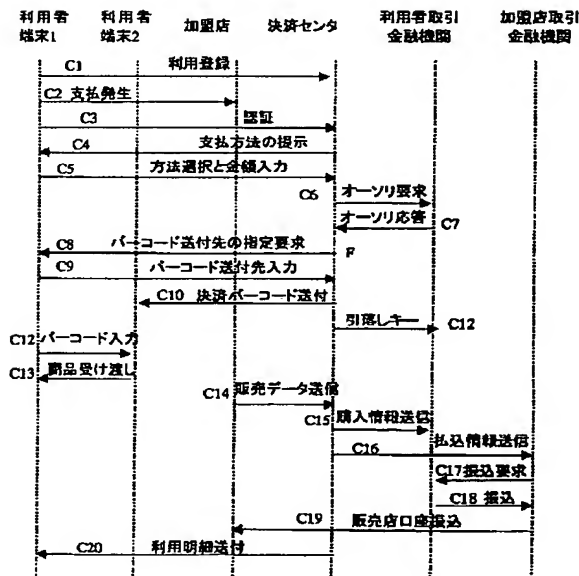 利用者 利用者 加盟店 決済センタ 利用者取引 加盟店取引
端末1 端末2 金融機関 金融機関
C1 利用登録
C2 支払発生
C3 認証
C4 支払方法の提示
C5 方法選択と金額入力
C6 オーソリ要求
オーソリ応答 C7
C8 バーコード送付先の指定要求 F
C9 バーコード送付先入力
C10 決済バーコード送付
引落しキー C12
C12 バーコード入力
C13 商品受け渡し
C14 販売データ送信
C15 購入情報送信
C16 払込情報送信
C17 振込要求
C18 振込
C19 販売店口座振込
C20 利用明細送付